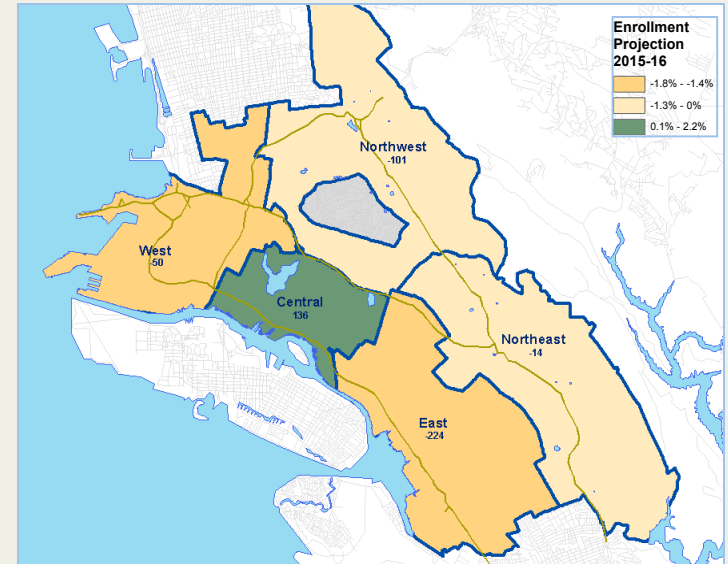 Enrollment
Projection
2015-16
-1.8% - -1.4%
-1.3% - 0%
0.1% - 2.2%
Northwest
-101
West
-50
Central
136
Northeast
-14
East
-224